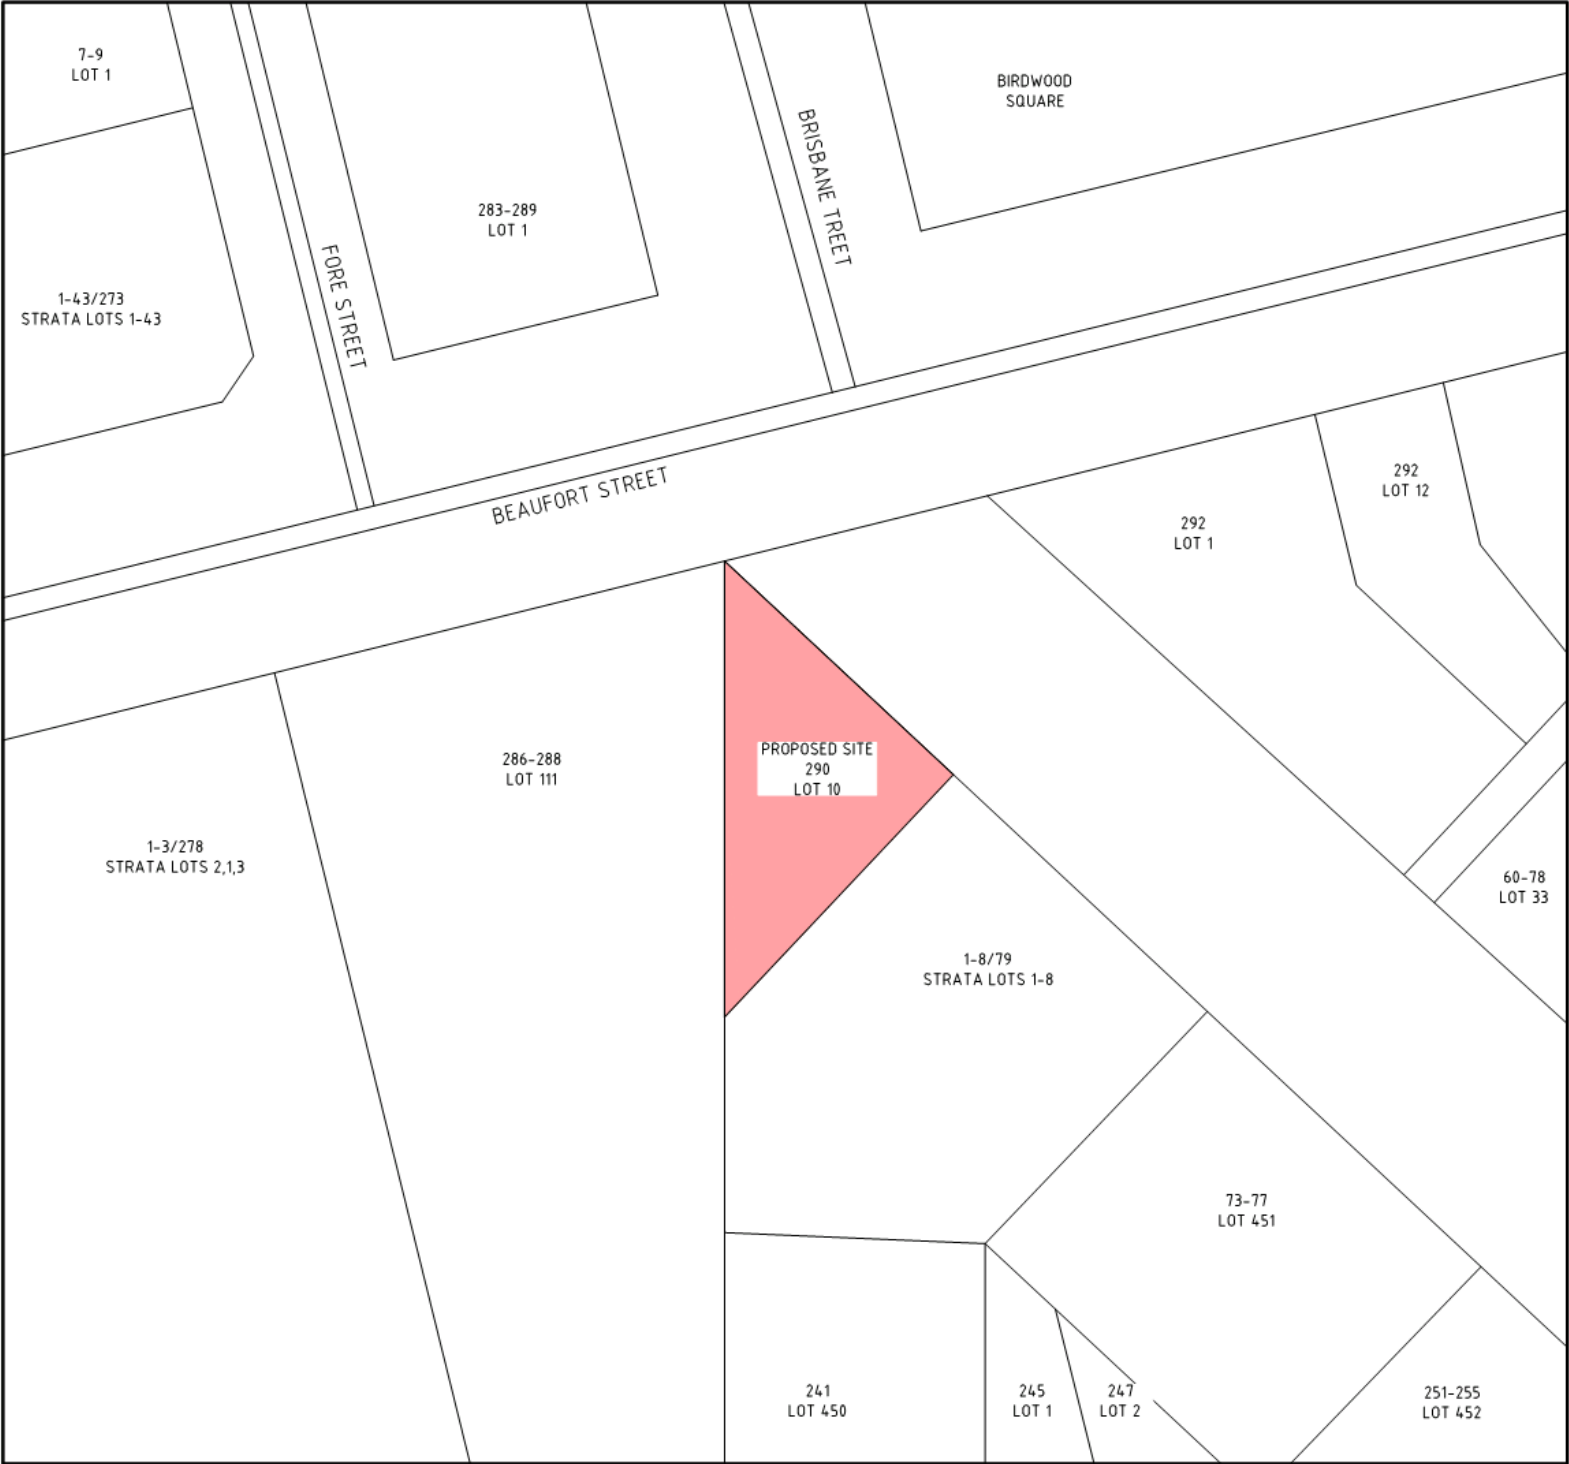 7-9
LOT 1
BIRDWOOD
SQUARE
BRISBANE TREET
283-289
LOT 1
FORE STREET
1-43/273
STRATA LOTS 1-43
BEAUFORT STREET
292
LOT 12
292
LOT 1
PROPOSED SITE
290
LOT 10
286-288
LOT 111
1-3/278
STRATA LOTS 2,1,3
60-78
LOT 33
1-8/79
STRATA LOTS 1-8
73-77
LOT 451
241
LOT 450
245
LOT 1
247
LOT 2
251-255
LOT 452